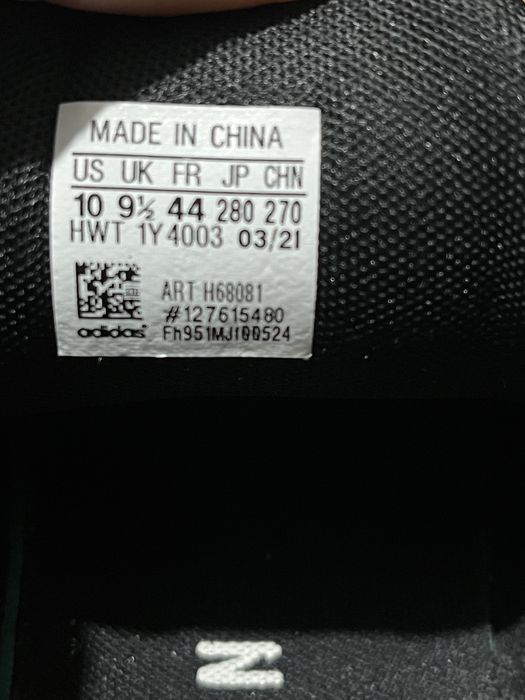 MADE IN CHINA
US UK FR JP CHN
10 9½ 44 280 270
HWT 1Y4003 03/21
ART H68081
#127615480
adidas Fh951MJI00524
N